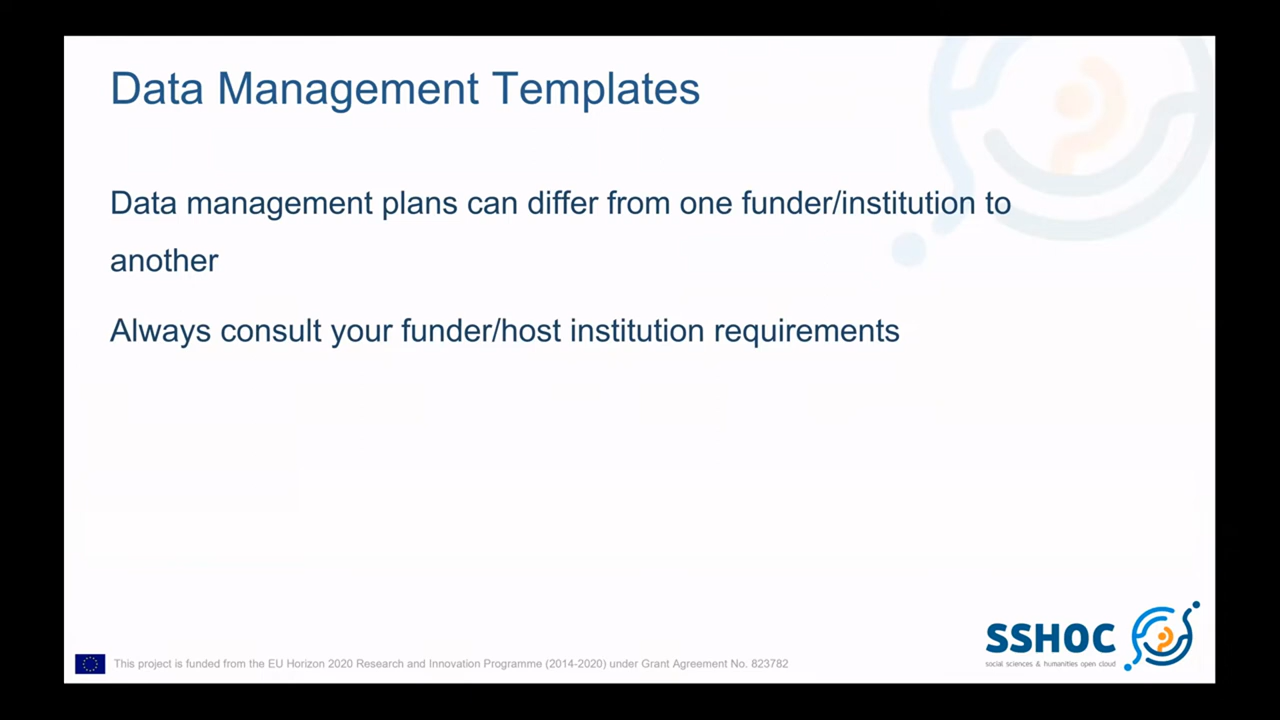 Data Management Templates
Data management plans can differ from one funder/institution to
another
Always consult your funder/host institution requirements
SSHOC
social sciences & humanities open cloud
This project is funded from the EU Horizon 2020 Research and Innovation Programme (2014-2020) under Grant Agreement No. 823782